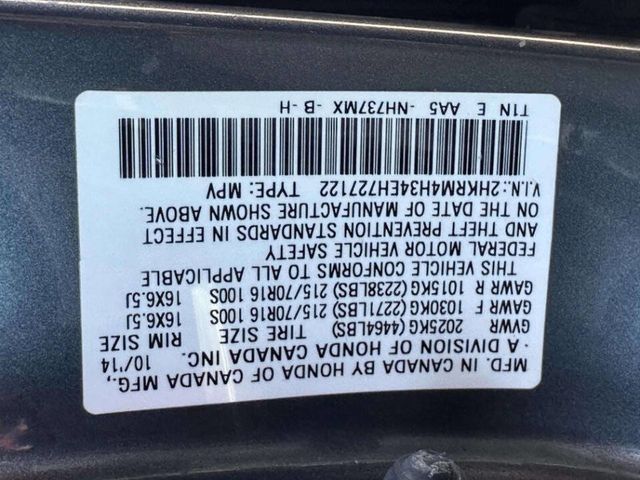 MFD. IN CANADA BY HONDA OF CANADA MFG.,
· A DIVISION OF HONDA CANADA INC. 10/'14
GVWR TIRE SIZE RIM SIZE
2025KG (4464LBS)
GAWR F 1030KG (2271LBS) 215/70R16 100S 16X6.5J
GAWR R 1015KG (2238LBS) 215/70R16 100S 16X6.5J
THIS VEHICLE CONFORMS TO ALL APPLICABLE
FEDERAL MOTOR VEHICLE SAFETY
AND THEFT PREVENTION STANDARDS IN EFFECT
ON THE DATE OF MANUFACTURE SHOWN ABOVE.
V.I.N.: 2HKRM4H34EH727122 TYPE: MPV
T1N E AA5 -NH737MX -B-H